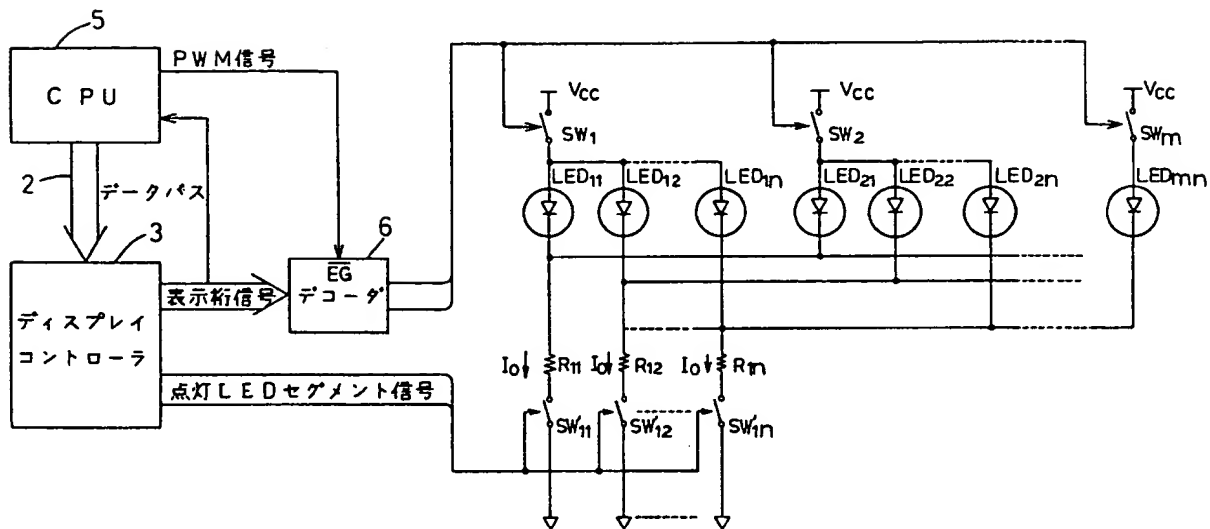 5
CPU
PWM信号
2
データバス
3
ディスプレイ
コントローラ
表示桁信号
点灯LEDセグメント信号
6
EG
デコーダ
VCC
SW1
VCC
SW2
VCC
SWm
LED11
LED12
LED1n
LED21
LED22
LED2n
LEDmn
I0
R11
I0
R12
I0
R1n
SW'11
SW'12
SW'1n